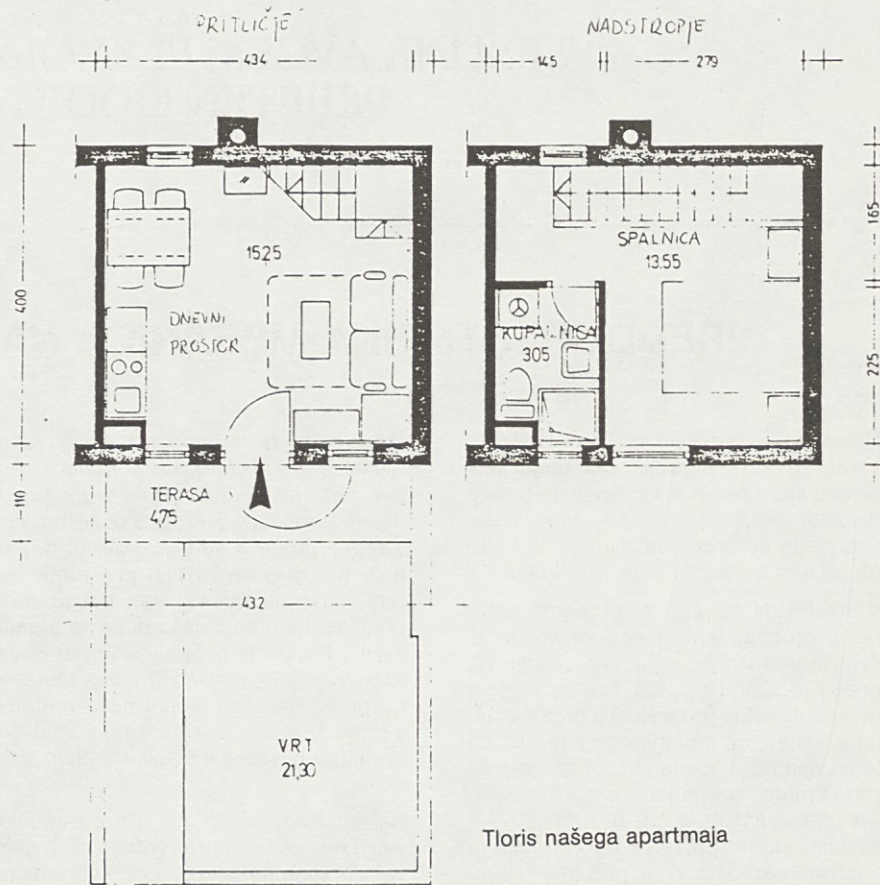 PRITLIČJE
434
400
110
1525
DNEVNI
PROSTOR
TERASA
4,75
432
VRT
21,30
NADSTROPJE
145
279
165
225
SPALNICA
13.55
KUPALNICA
305
Tloris našega apartmaja